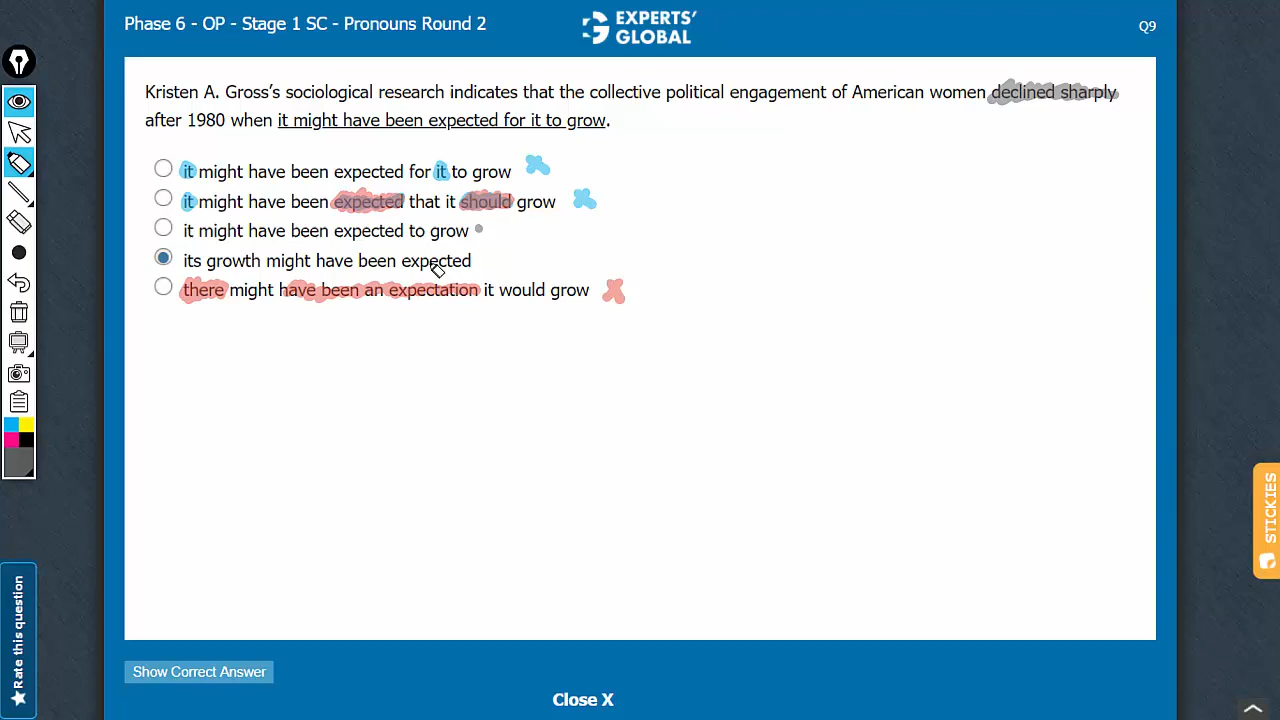 Phase 6 - OP - Stage 1 SC - Pronouns Round 2
EXPERTS'
GLOBAL
Q9
Kristen A. Gross's sociological research indicates that the collective political engagement of American women declined sharply
after 1980 when it might have been expected for it to grow.
it might have been expected for it to grow
it might have been expected that it should grow
it might have been expected to grow
its growth might have been expected
there might have been an expectation it would grow
STICKIES
Rate this question
Show Correct Answer
Close X